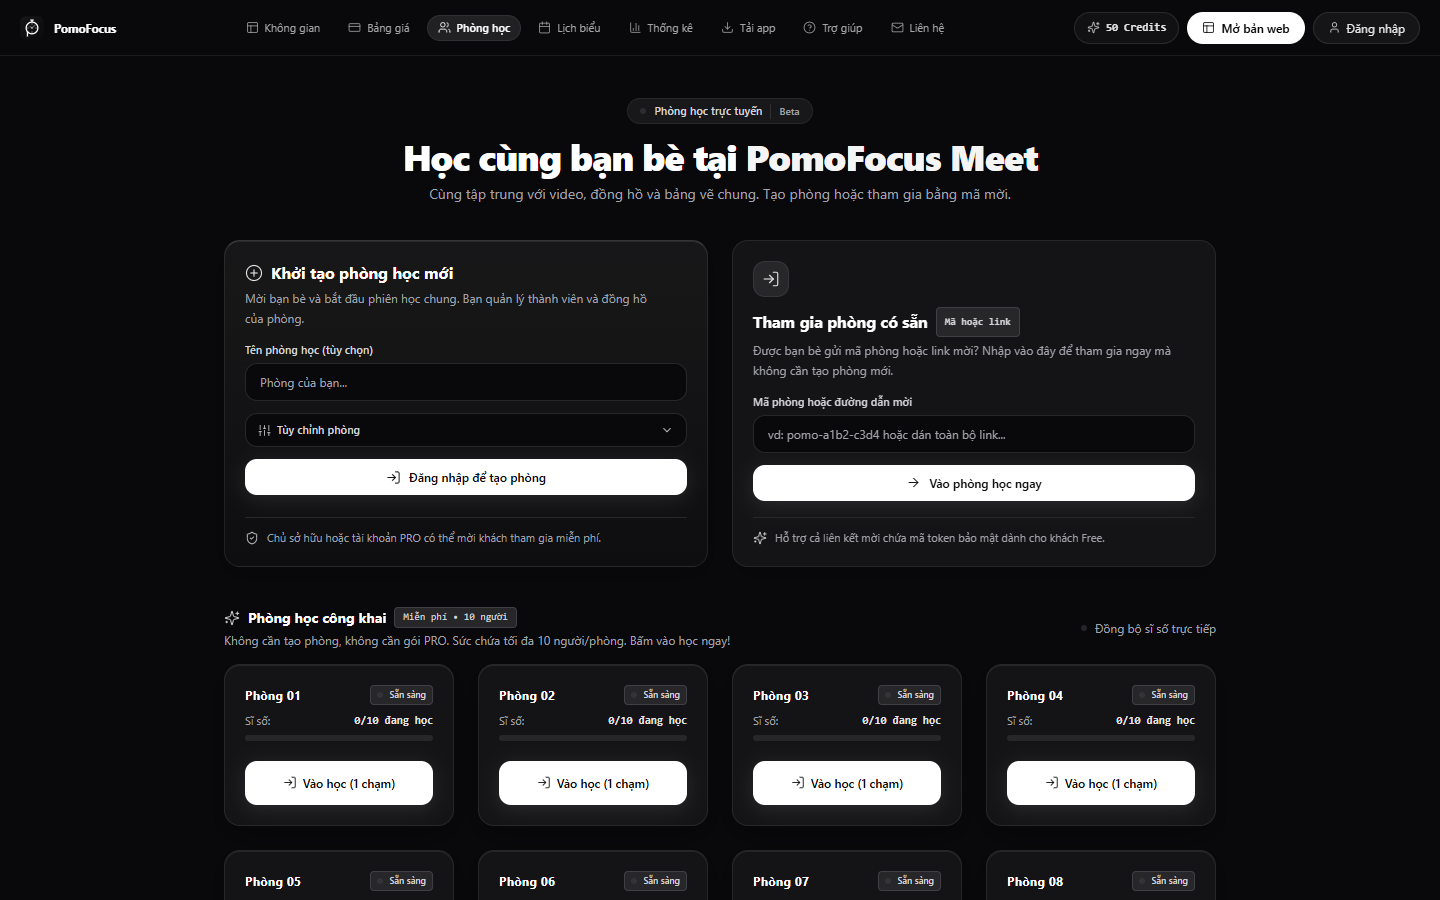 PomoFocus
Không gian
Bảng giá
Phòng học
Lịch biểu
Thống kê
Tải app
Trợ giúp
Liên hệ
50 Credits
Mở bản web
Đăng nhập
Phòng học trực tuyến | Beta
Học cùng bạn bè tại PomoFocus Meet
Cùng tập trung với video, đồng hồ và bảng vẽ chung. Tạo phòng hoặc tham gia bằng mã mời.
Khởi tạo phòng học mới
Mời bạn bè và bắt đầu phiên học chung. Bạn quản lý thành viên và đồng hồ
của phòng.
Tên phòng học (tùy chọn)
Phòng của bạn...
Tùy chỉnh phòng
Đăng nhập để tạo phòng
Chủ sở hữu hoặc tài khoản PRO có thể mời khách tham gia miễn phí.
Tham gia phòng có sẵn
Mã hoặc link
Được bạn bè gửi mã phòng hoặc link mời? Nhập vào đây để tham gia ngay mà
không cần tạo phòng mới.
Mã phòng hoặc đường dẫn mời
vd: pomo-a1b2-c3d4 hoặc dán toàn bộ link...
Vào phòng học ngay
Hỗ trợ cả liên kết mời chứa mã token bảo mật dành cho khách Free.
Phòng học công khai
Miễn phí • 10 người
Không cần tạo phòng, không cần gói PRO. Sức chứa tối đa 10 người/phòng. Bấm vào học ngay!
Đồng bộ sĩ số trực tiếp
Phòng 01
Sẵn sàng
Sĩ số:
0/10 đang học
Vào học (1 chạm)
Phòng 02
Sẵn sàng
Sĩ số:
0/10 đang học
Vào học (1 chạm)
Phòng 03
Sẵn sàng
Sĩ số:
0/10 đang học
Vào học (1 chạm)
Phòng 04
Sẵn sàng
Sĩ số:
0/10 đang học
Vào học (1 chạm)
Phòng 05
Sẵn sàng
Phòng 06
Sẵn sàng
Phòng 07
Sẵn sàng
Phòng 08
Sẵn sàng